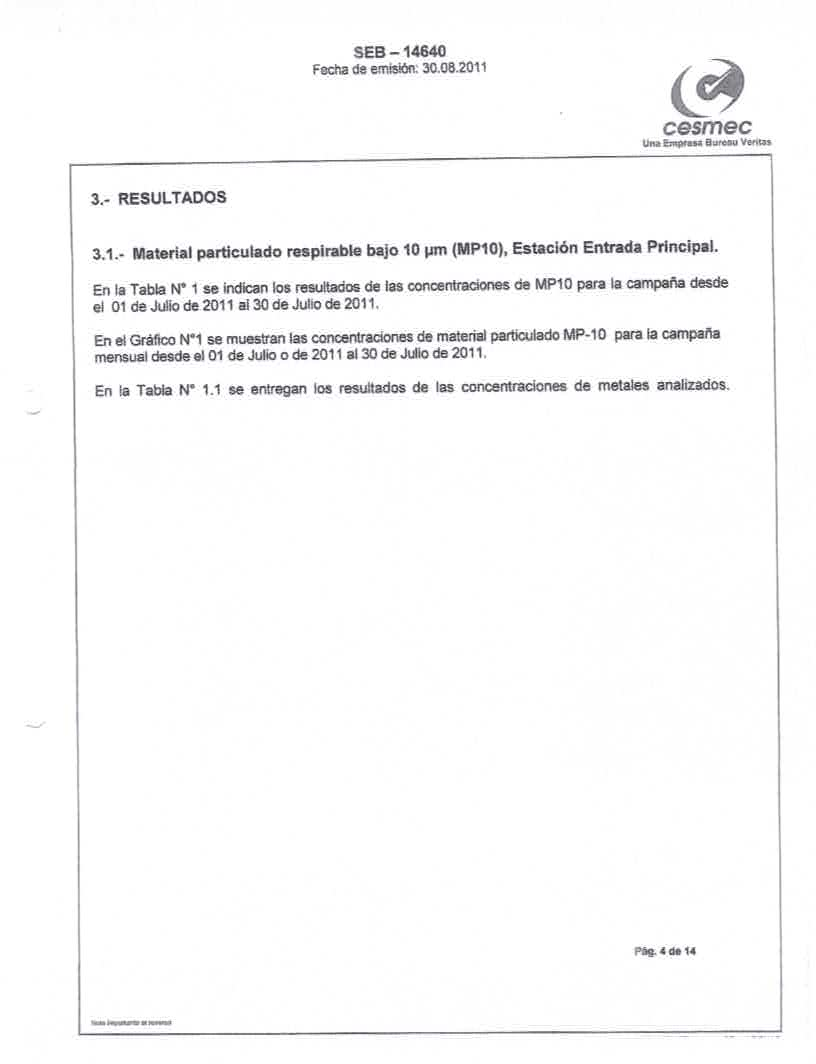 SEB – 14640
Fecha de emisión: 30.08.2011
cesmec
Una Empresa Bureau Veritas
3.- RESULTADOS
3.1.- Material particulado respirable bajo 10 µm (MP10), Estación Entrada Principal.
En la Tabla N° 1 se indican los resultados de las concentraciones de MP10 para la campaña desde
el 01 de Julio de 2011 al 30 de Julio de 2011.
En el Gráfico N°1 se muestran las concentraciones de material particulado MP-10 para la campaña
mensual desde el 01 de Julio o de 2011 al 30 de Julio de 2011.
En la Tabla N° 1.1 se entregan los resultados de las concentraciones de metales analizados.
Pág. 4 de 14